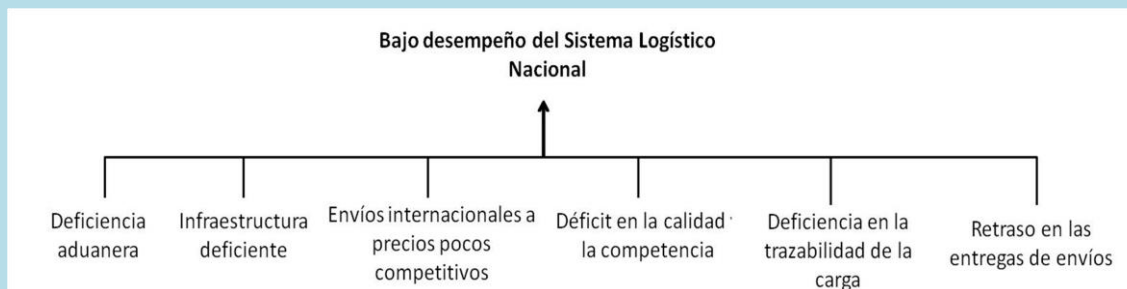 Bajo desempeño del Sistema Logístico
Nacional
Deficiencia
aduanera
Infraestructura
deficiente
Envíos internacionales a
precios pocos
competitivos
Déficit en la calidad
la competencia
Deficiencia en la
trazabilidad de la
carga
Retraso en las
entregas de envíos